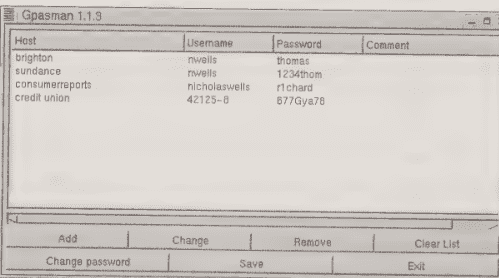 Gpasman 1.1.3
Host Username Password Comment
brighton nwells thomas
sundance nwells 1234thom
consumerreports nicholaswells r1chard
credit union 42125-8 877Gya78
Add Change Remove Clear List
Change password Save Exit